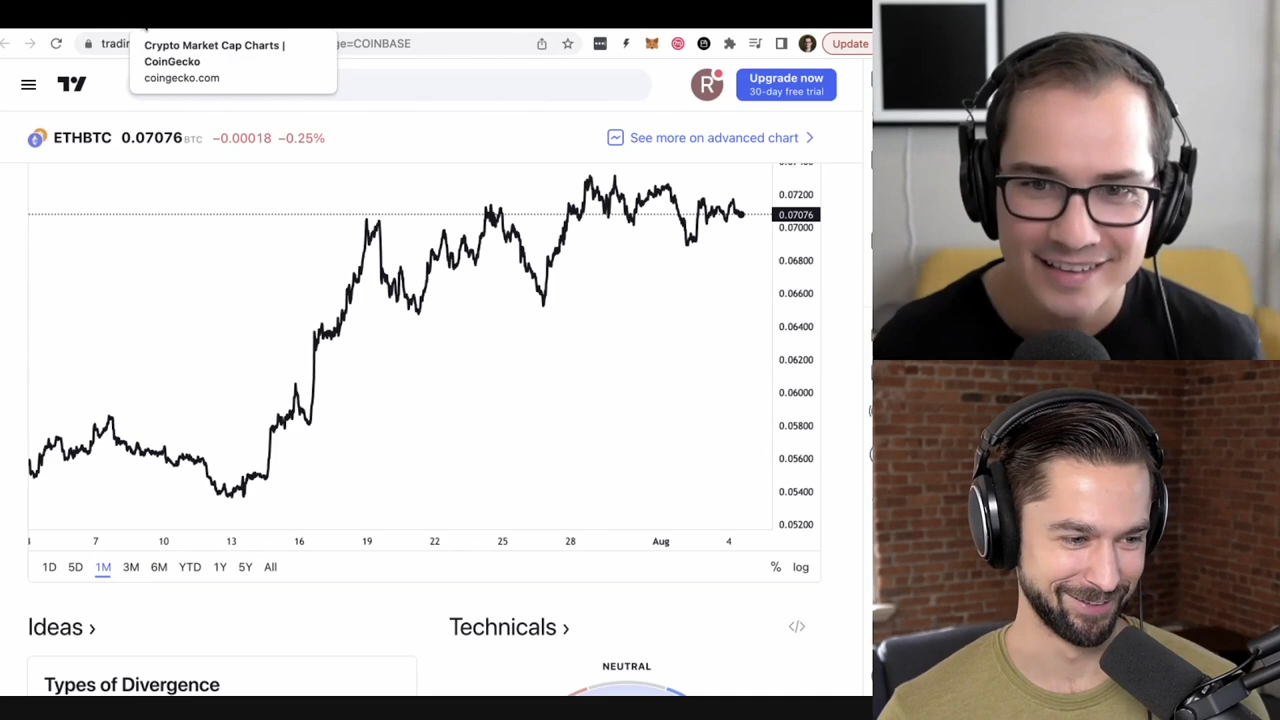 tradin
Crypto Market Cap Charts |
CoinGecko
coingecko.com
ge=COINBASE
Update
R
Upgrade now
30-day free trial
ETHBTC 0.07076 BTC −0.00018 −0.25%
See more on advanced chart
0.07200
0.07076
0.07000
0.06800
0.06600
0.06400
0.06200
0.06000
0.05800
0.05600
0.05400
0.05200
7 10 13 16 19 22 25 28 Aug 4
1D 5D 1M 3M 6M YTD 1Y 5Y All % log
Ideas ›
Technicals ›
</>
NEUTRAL
Types of Divergence